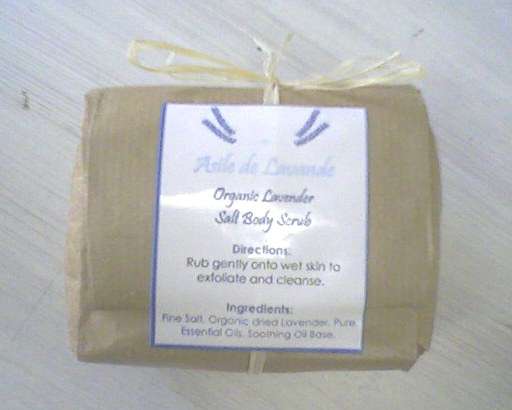 Asile de Lavande
Organic Lavender
Salt Body Scrub
Directions:
Rub gently onto wet skin to
exfoliate and cleanse.
Ingredients:
Fine Salt, Organic dried Lavender, Pure
Essential Oils, Soothing Oil Base.